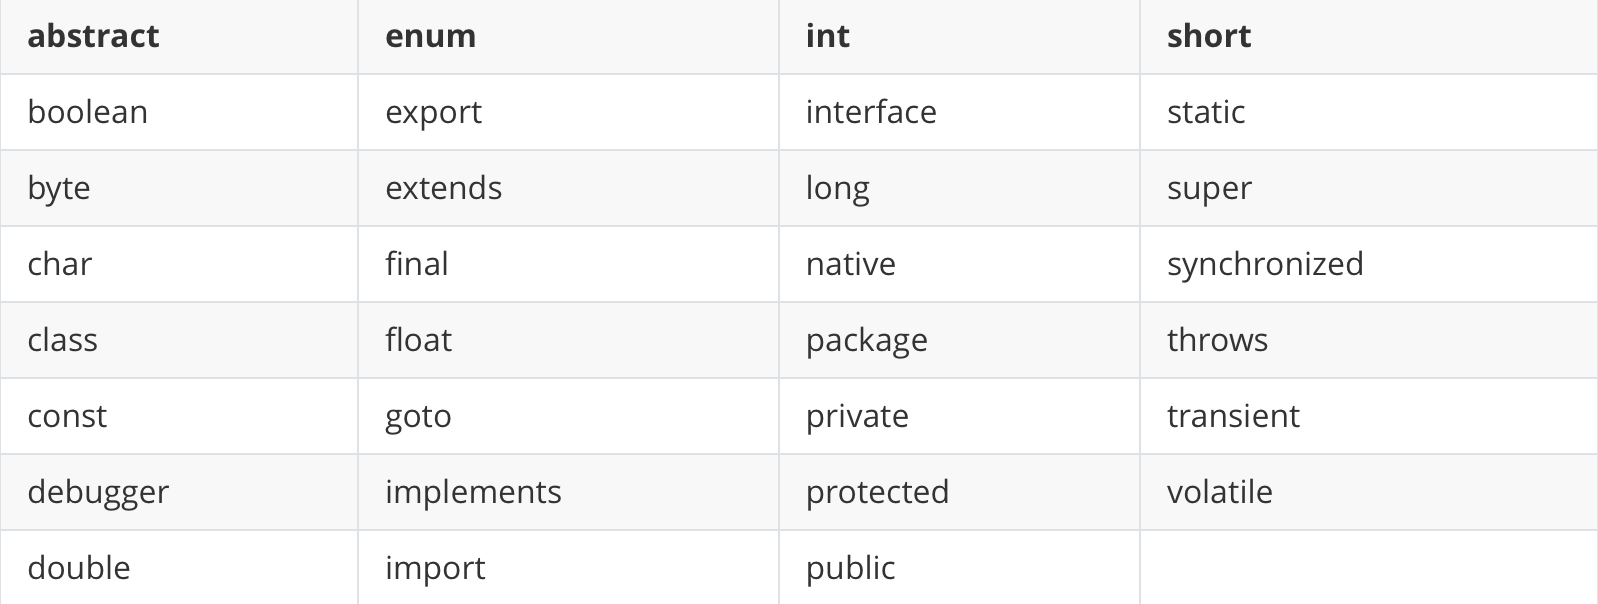 abstract enum int short
boolean export interface static
byte extends long super
char final native synchronized
class float package throws
const goto private transient
debugger implements protected volatile
double import public